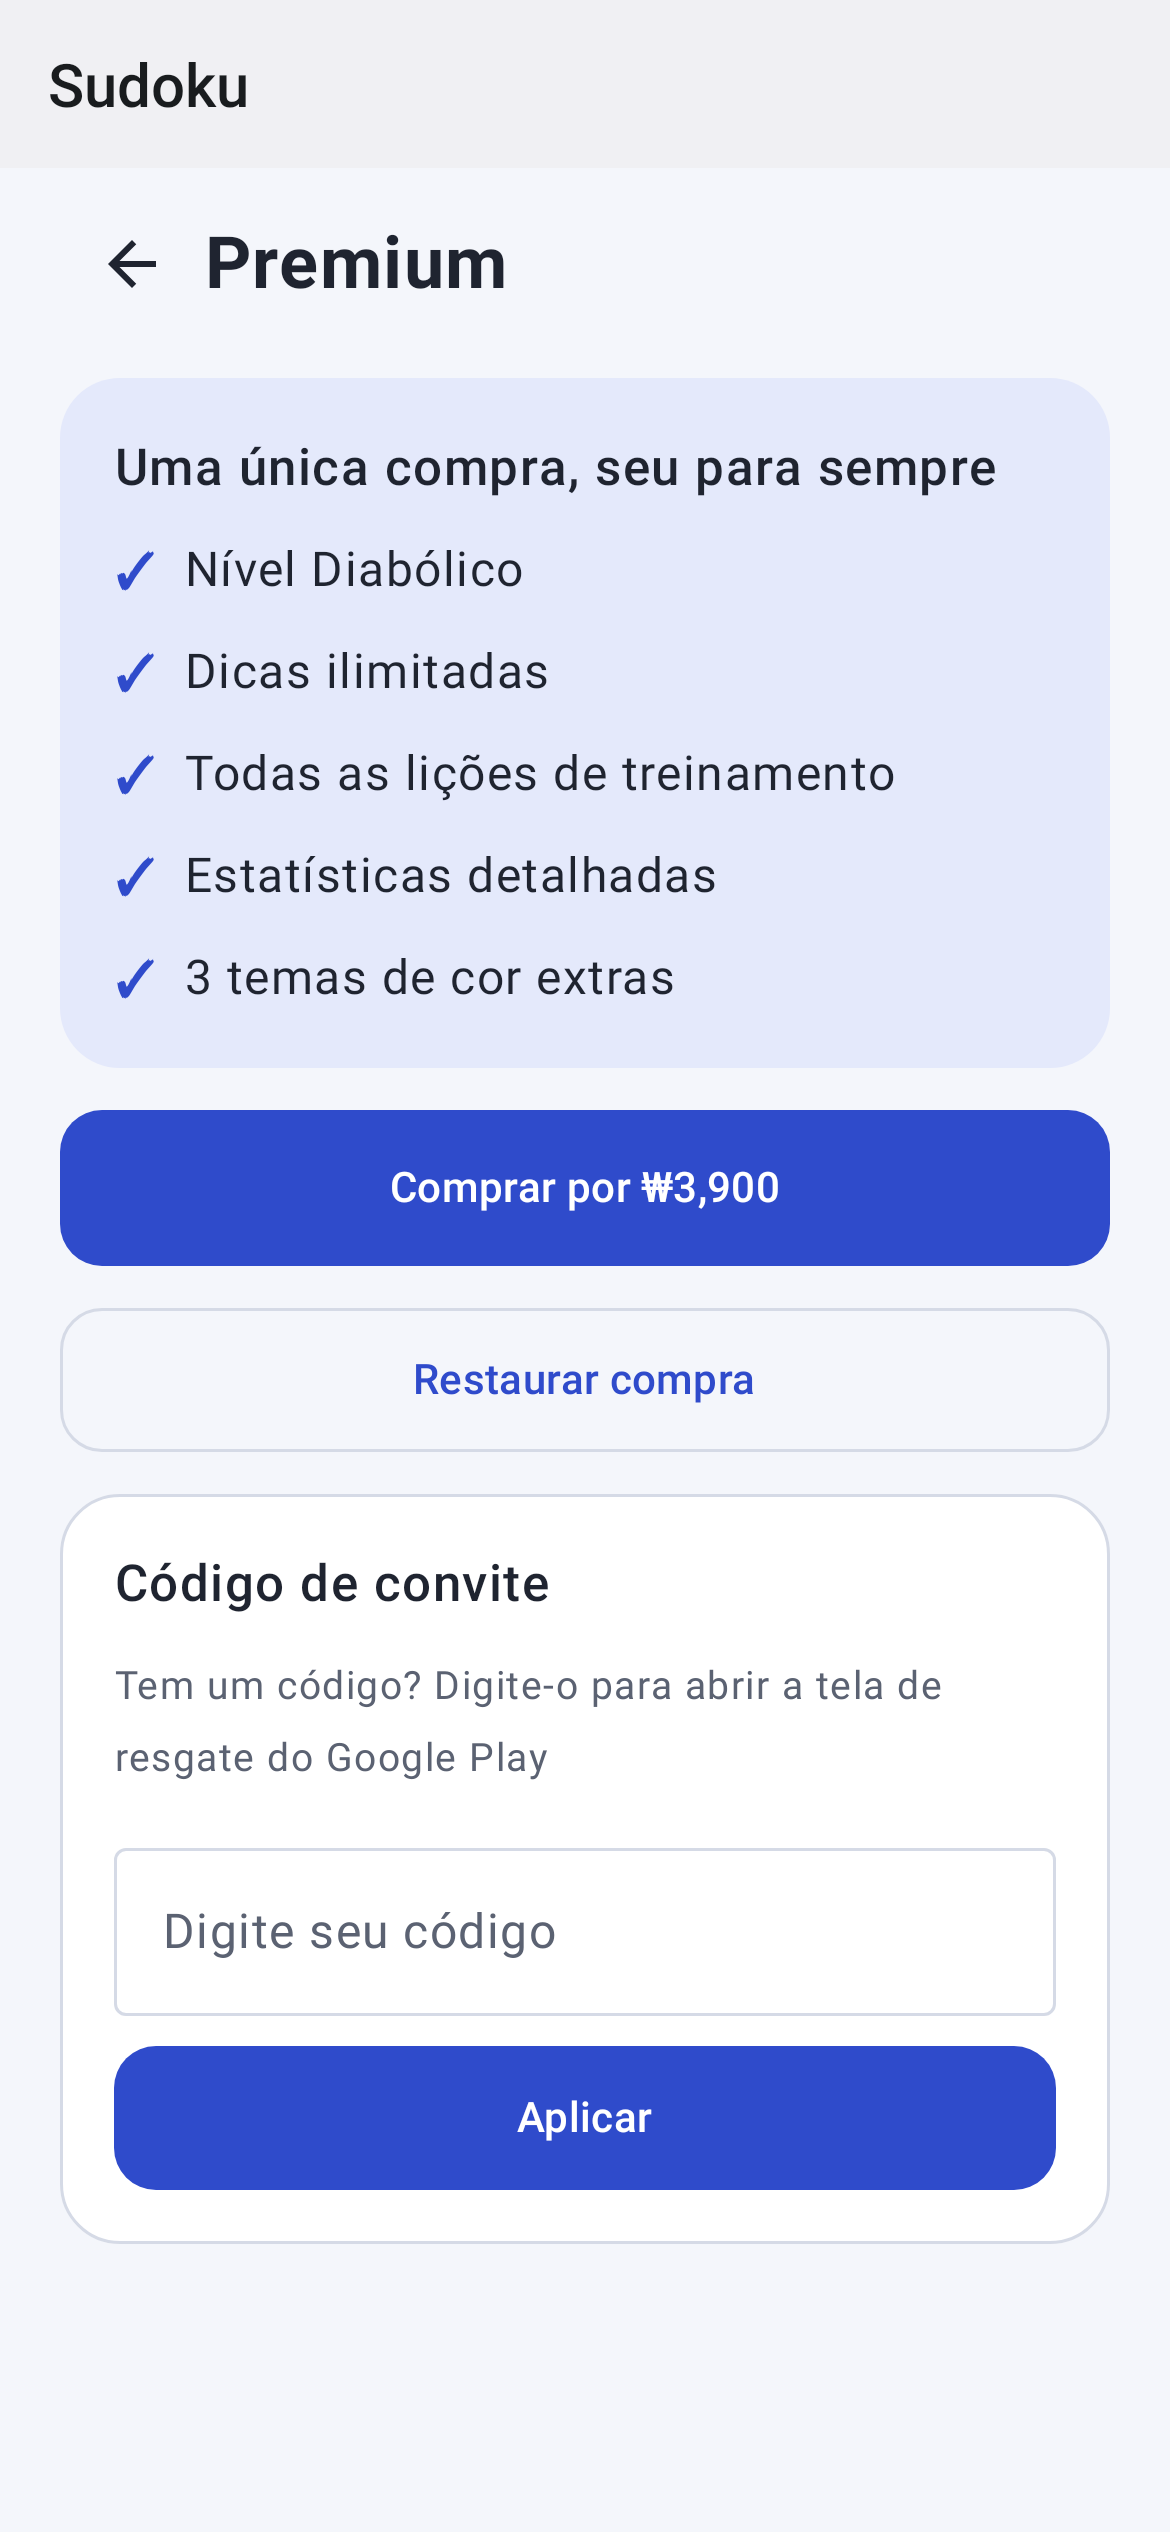 Sudoku
Premium
Uma única compra, seu para sempre
✓ Nível Diabólico
✓ Dicas ilimitadas
✓ Todas as lições de treinamento
✓ Estatísticas detalhadas
✓ 3 temas de cor extras
Comprar por ₩3,900
Restaurar compra
Código de convite
Tem um código? Digite-o para abrir a tela de
resgate do Google Play
Digite seu código
Aplicar